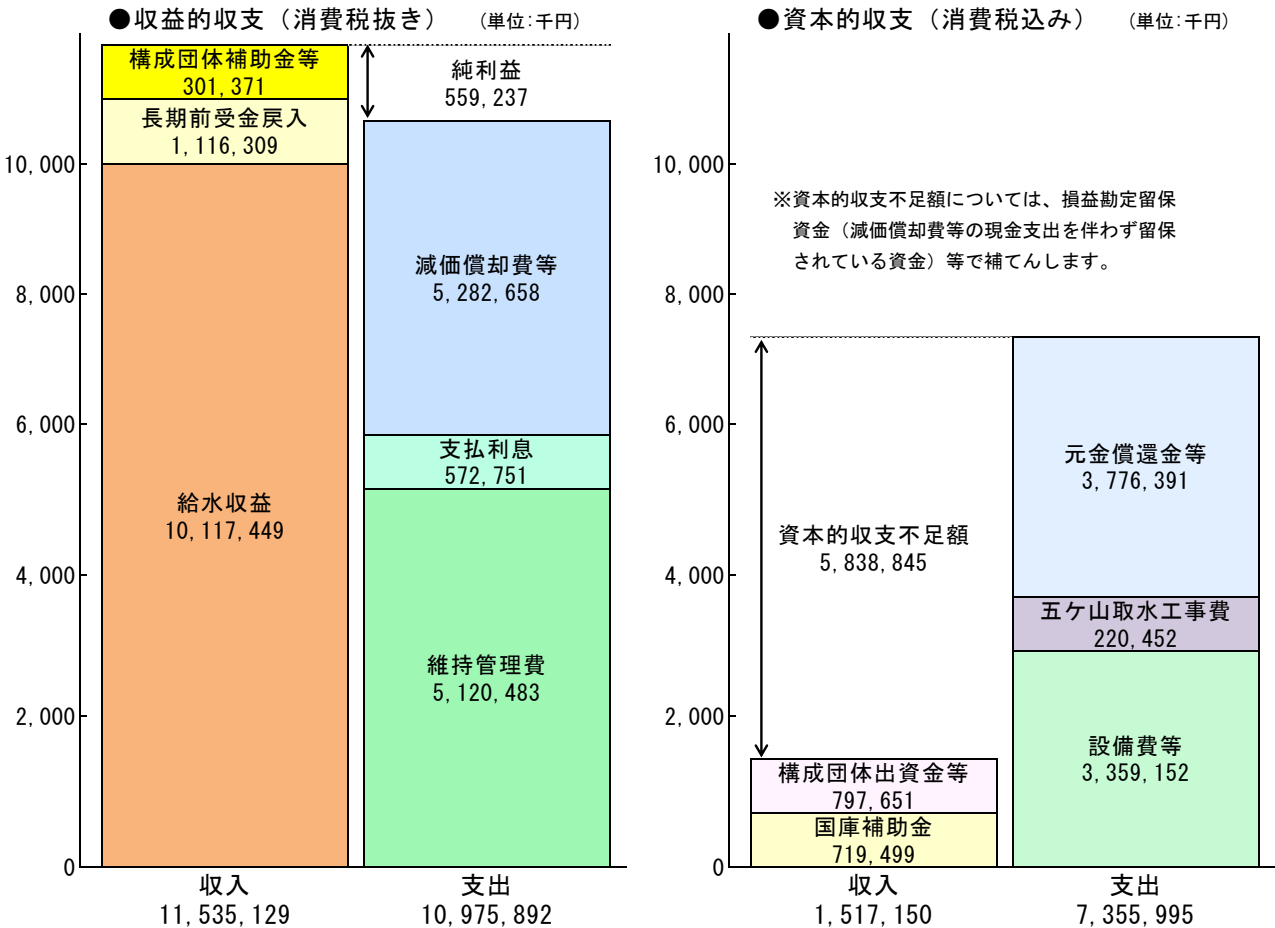 ●収益的収支（消費税抜き）　（単位:千円）
構成団体補助金等
301,371
長期前受金戻入
1,116,309
給水収益
10,117,449
純利益
559,237
減価償却費等
5,282,658
支払利息
572,751
維持管理費
5,120,483
10,000
8,000
6,000
4,000
2,000
0
収入
11,535,129
支出
10,975,892
●資本的収支（消費税込み）　（単位:千円）
※資本的収支不足額については、損益勘定留保
資金（減価償却費等の現金支出を伴わず留保
されている資金）等で補てんします。
10,000
8,000
6,000
4,000
2,000
0
資本的収支不足額
5,838,845
構成団体出資金等
797,651
国庫補助金
719,499
元金償還金等
3,776,391
五ケ山取水工事費
220,452
設備費等
3,359,152
収入
1,517,150
支出
7,355,995